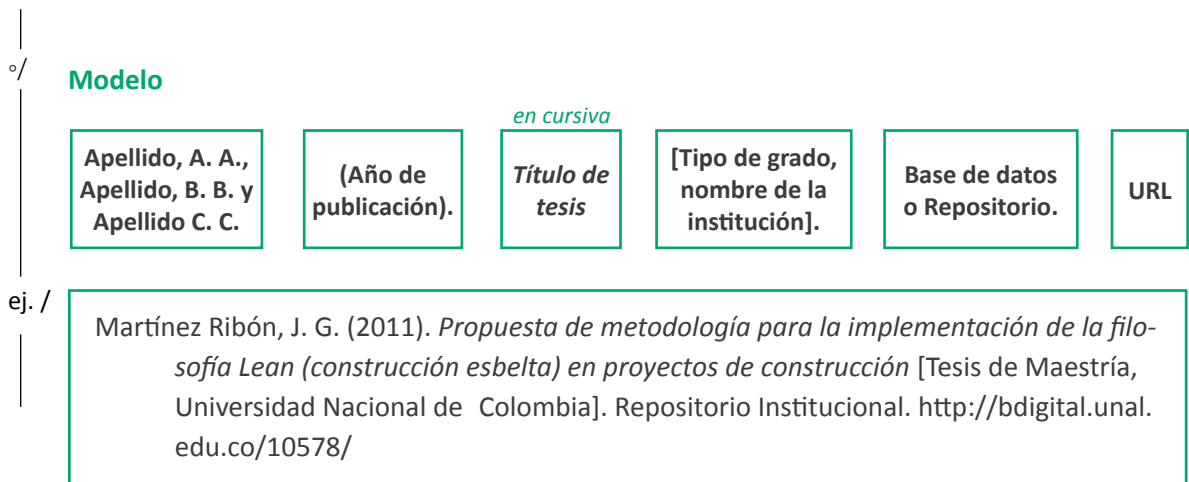 °/
Modelo
en cursiva
Apellido, A. A.,
Apellido, B. B. y
Apellido C. C.
(Año de
publicación).
Título de
tesis
[Tipo de grado,
nombre de la
institución].
Base de datos
o Repositorio.
URL
ej. /
Martínez Ribón, J. G. (2011). Propuesta de metodología para la implementación de la filo-
sofía Lean (construcción esbelta) en proyectos de construcción [Tesis de Maestría,
Universidad Nacional de Colombia]. Repositorio Institucional. http://bdigital.unal.
edu.co/10578/